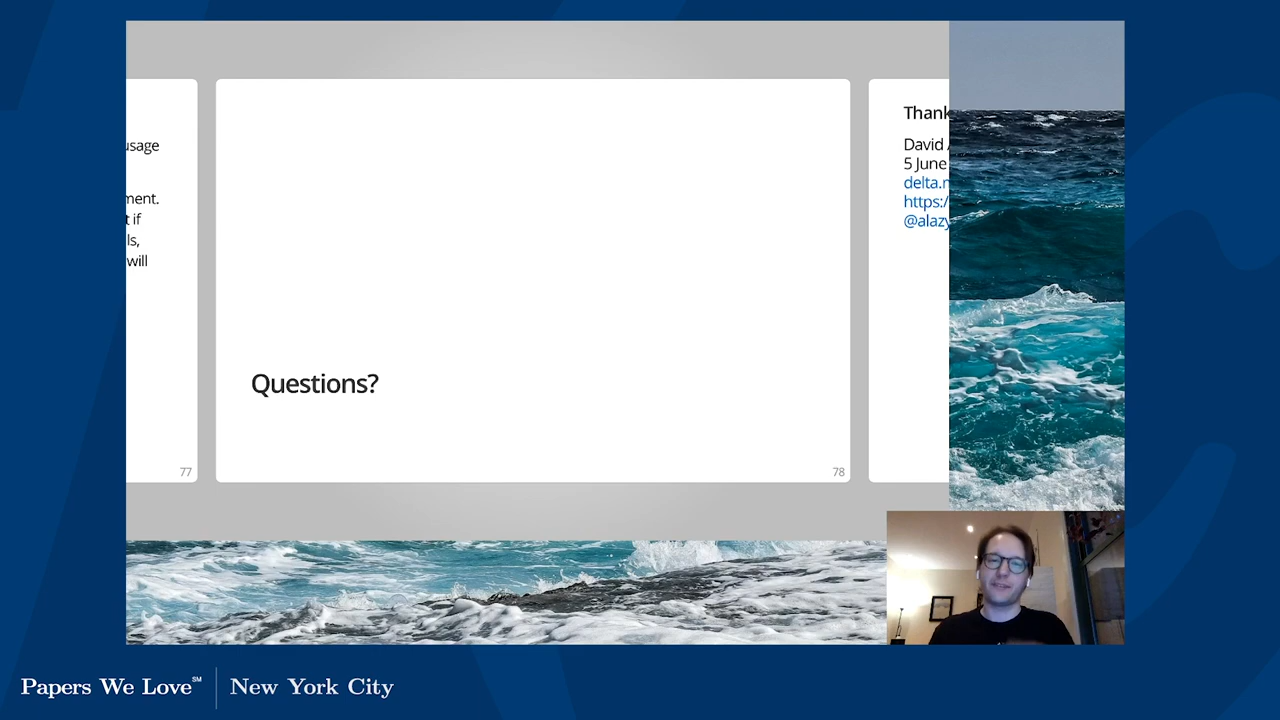 usage
ment.
t if
ls,
will
77
Questions?
78
Thank
David
5 June
delta.n
https:/
@alazy
Papers We Love℠
New York City